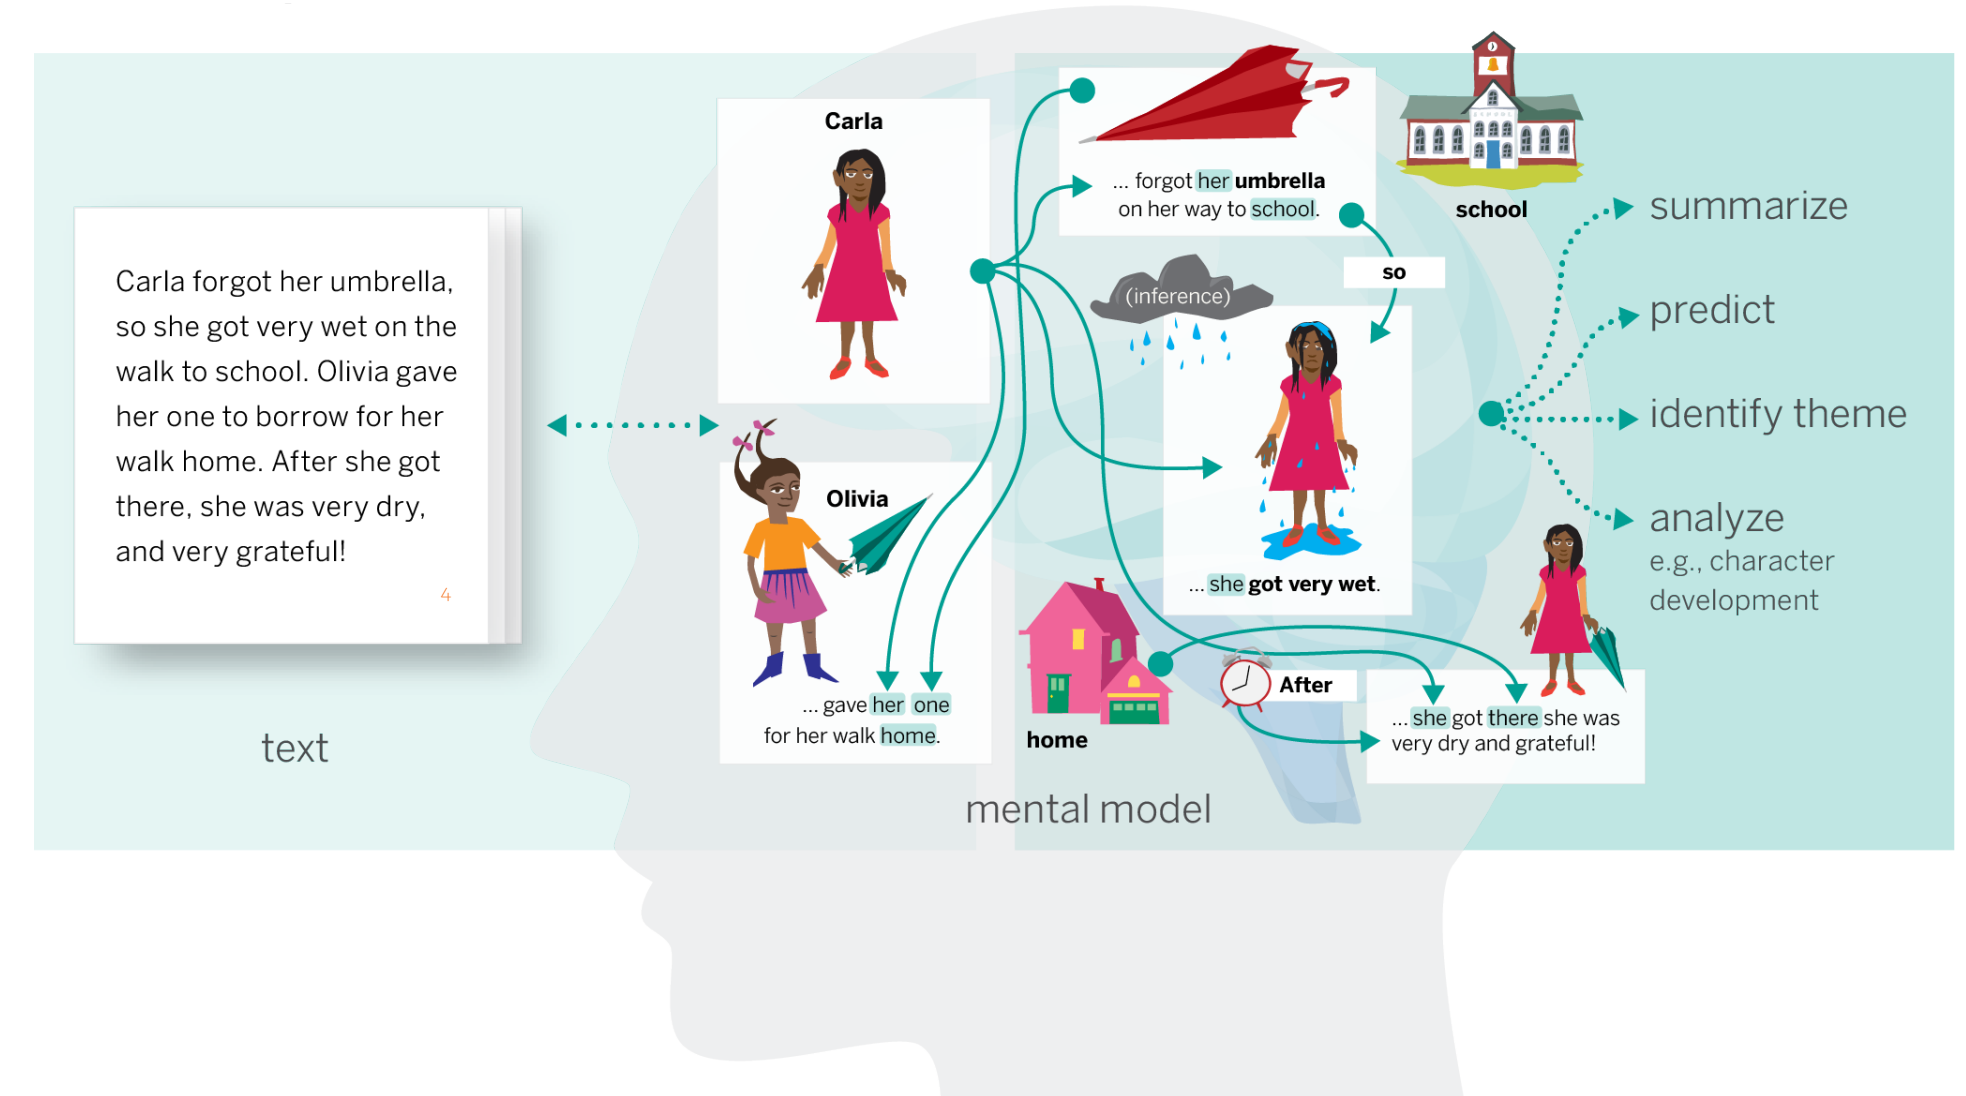 Carla forgot her umbrella,
so she got very wet on the
walk to school. Olivia gave
her one to borrow for her
walk home. After she got
there, she was very dry,
and very grateful!
4
text
Carla
Olivia
... gave her one
for her walk home.
... forgot her umbrella
on her way to school.
school
so
(inference)
... she got very wet.
home
After
... she got there she was
very dry and grateful!
mental model
summarize
predict
identify theme
analyze
e.g., character
development